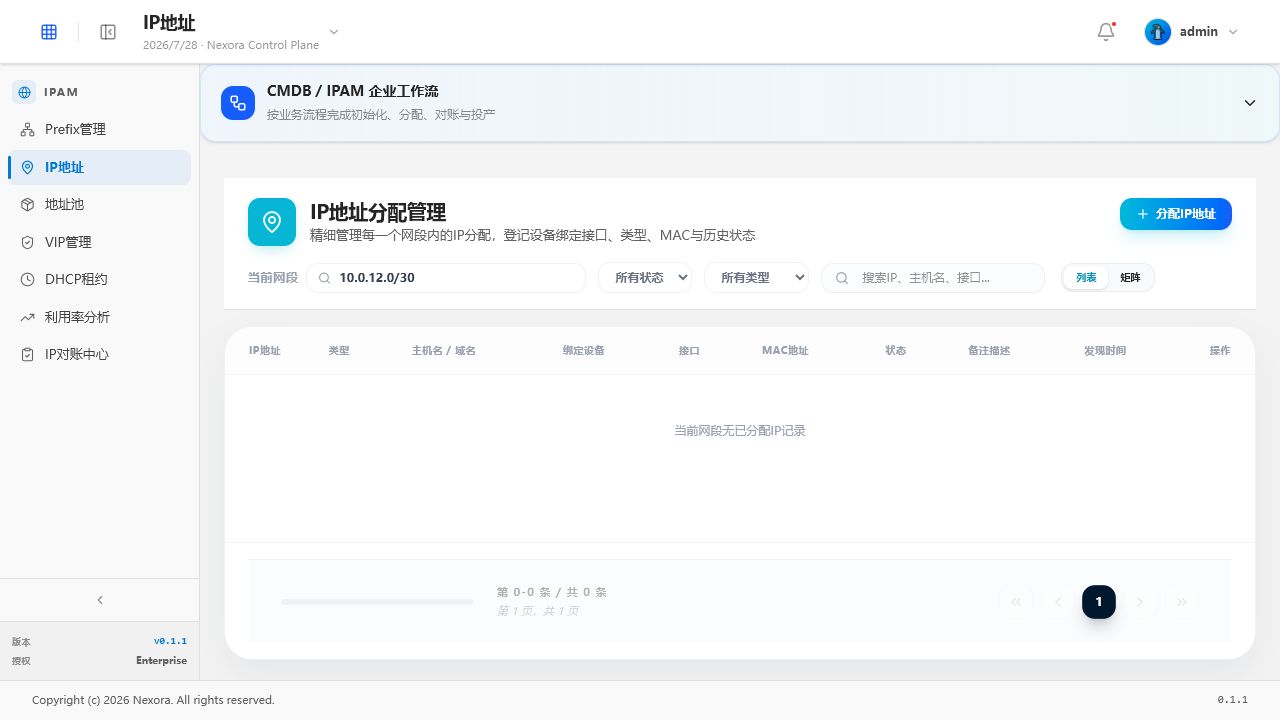 IP地址
2026/7/28 · Nexora Control Plane
admin
IPAM
Prefix管理
IP地址
地址池
VIP管理
DHCP租约
利用率分析
IP对账中心
版本 v0.1.1
授权 Enterprise
CMDB / IPAM 企业工作流
按业务流程完成初始化、分配、对账与投产
IP地址分配管理
精细管理每一个网段内的IP分配，登记设备绑定接口、类型、MAC与历史状态
分配IP地址
当前网段 10.0.12.0/30 所有状态 所有类型 搜索IP、主机名、接口... 列表 矩阵
IP地址 类型 主机名 / 域名 绑定设备 接口 MAC地址 状态 备注描述 发现时间 操作
当前网段无已分配IP记录
第 0-0 条 / 共 0 条
第 1 页，共 1 页
1
Copyright (c) 2026 Nexora. All rights reserved. 0.1.1